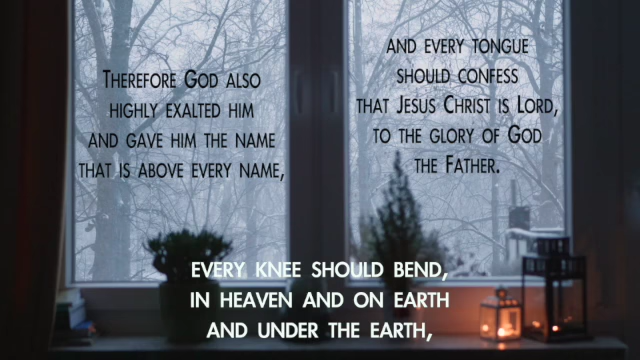 Therefore God also
highly exalted him
and gave him the name
that is above every name,
every knee should bend,
in heaven and on earth
and under the earth,
and every tongue
should confess
that Jesus Christ is Lord,
to the glory of God
the Father.